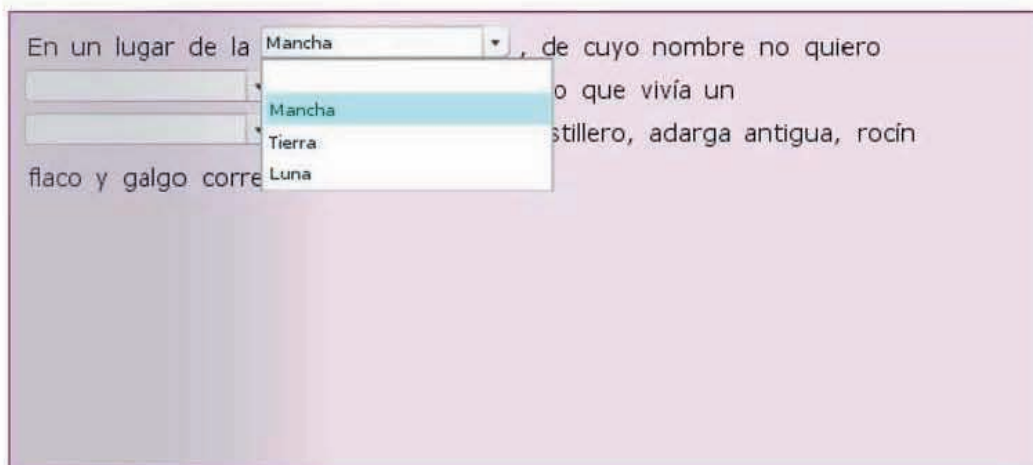 En un lugar de la Mancha , de cuyo nombre no quiero
o que vivía un
Mancha
Tierra
stillero, adarga antigua, rocín
flaco y galgo corre Luna